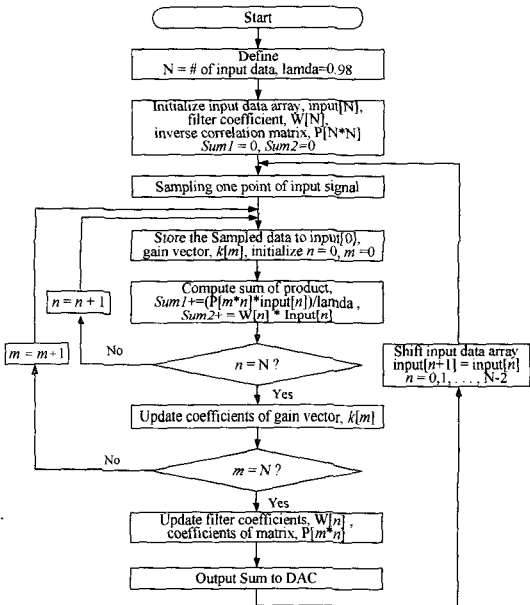 Start
Define
N = # of input data, lamda=0.98
Initialize input data array, input[N],
filter coefficient, W[N],
inverse correlation matrix, P[N*N]
Sum1 = 0, Sum2=0
Sampling one point of input signal
Store the Sampled data to input[0},
gain vector, k[m], initialize n = 0, m =0
n = n + 1
Compute sum of product,
Sum1+=(P[m*n]*input[n])/lamda ,
Sum2+ = W[n] * Input[n]
m = m+1
No
n = N ?
Yes
Shift input data array
input[n+1] = input[n]
n = 0,1, . . . , N-2
Update coefficients of gain vector, k[m]
No
m = N ?
Yes
Update filter coefficients, W[n] ,
coefficients of matrix, P[m*n]
Output Sum to DAC